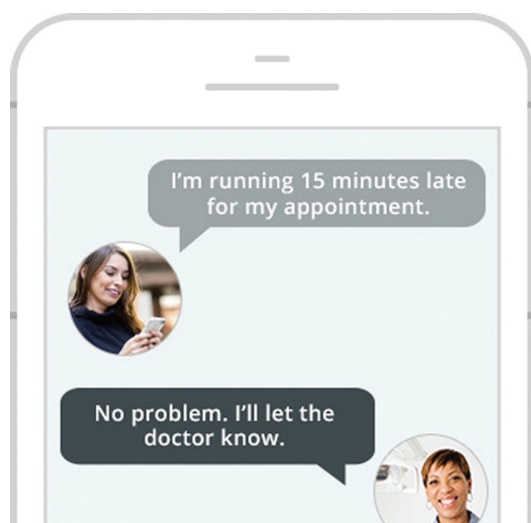 I’m running 15 minutes late
for my appointment.
No problem. I’ll let the
doctor know.